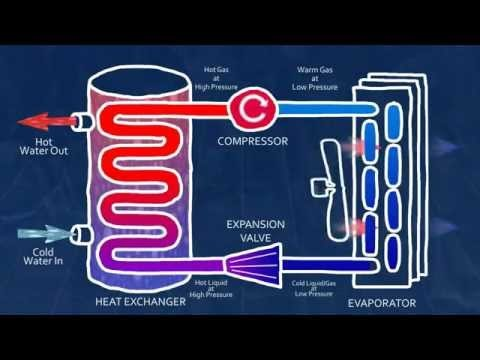 Hot Gas
at
High Pressure
Warm Gas
at
Low Pressure
COMPRESSOR
Hot
Water Out
Cold
Water In
EXPANSION
VALVE
Hot Liquid
at
High Pressure
Cold Liquid/Gas
at
Low Pressure
HEAT EXCHANGER
EVAPORATOR